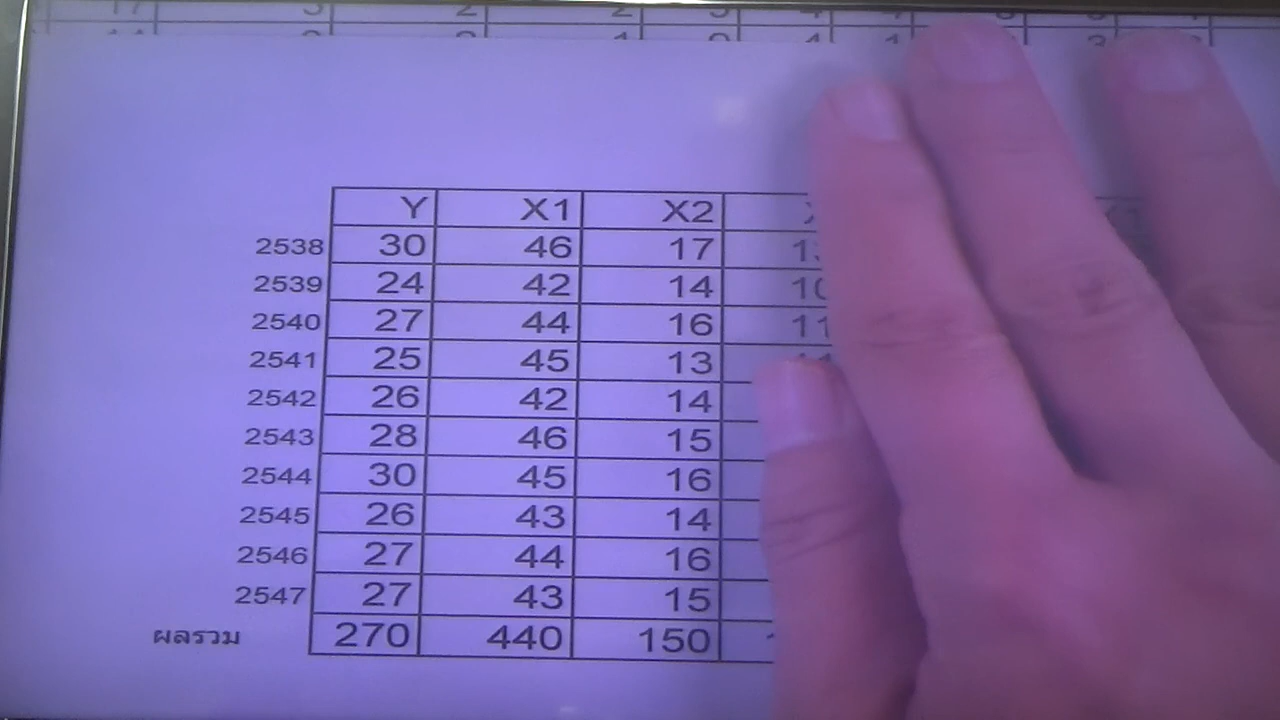 Y X1 X2
2538 30 46 17
2539 24 42 14
2540 27 44 16
2541 25 45 13
2542 26 42 14
2543 28 46 15
2544 30 45 16
2545 26 43 14
2546 27 44 16
2547 27 43 15
ผลรวม 270 440 150